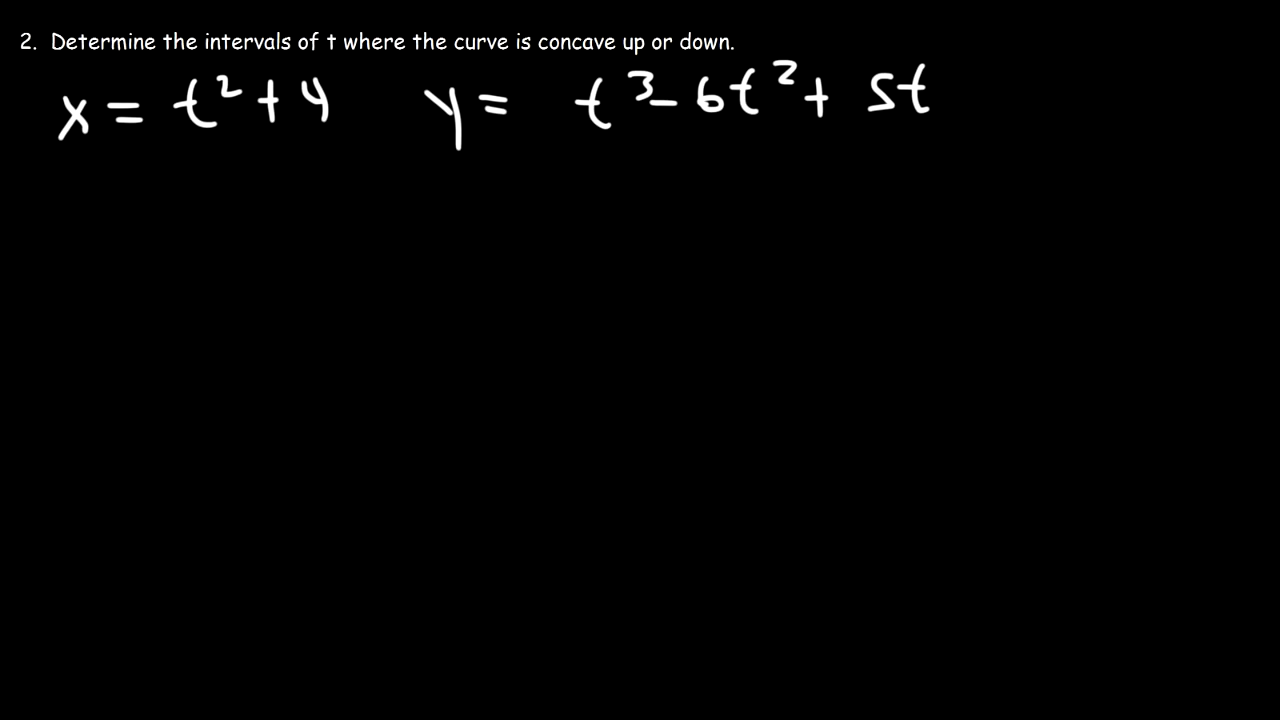 2. Determine the intervals of t where the curve is concave up or down.
x = t² + 4 y = t³ - 6t² + 5t